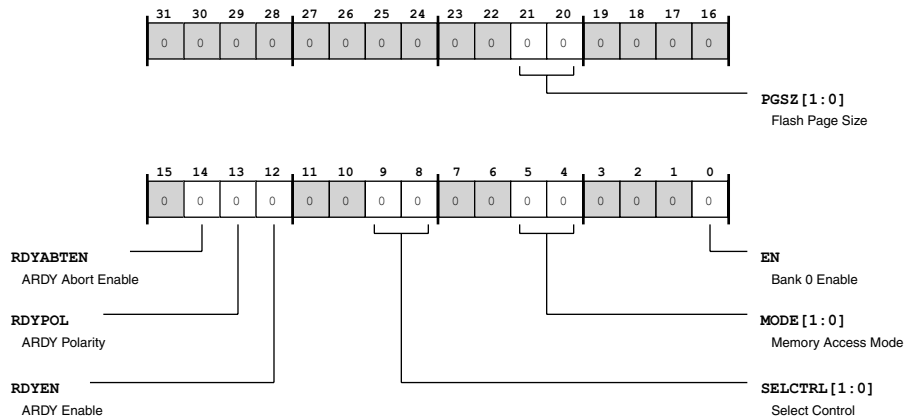 31 30 29 28 27 26 25 24 23 22 21 20 19 18 17 16
0 0 0 0 0 0 0 0 0 0 0 0 0 0 0 0
PGSZ[1:0]
Flash Page Size
15 14 13 12 11 10 9 8 7 6 5 4 3 2 1 0
0 0 0 0 0 0 0 0 0 0 0 0 0 0 0 0
RDYABTEN
ARDY Abort Enable
EN
Bank 0 Enable
RDYPOL
ARDY Polarity
MODE[1:0]
Memory Access Mode
RDYEN
ARDY Enable
SELCTRL[1:0]
Select Control